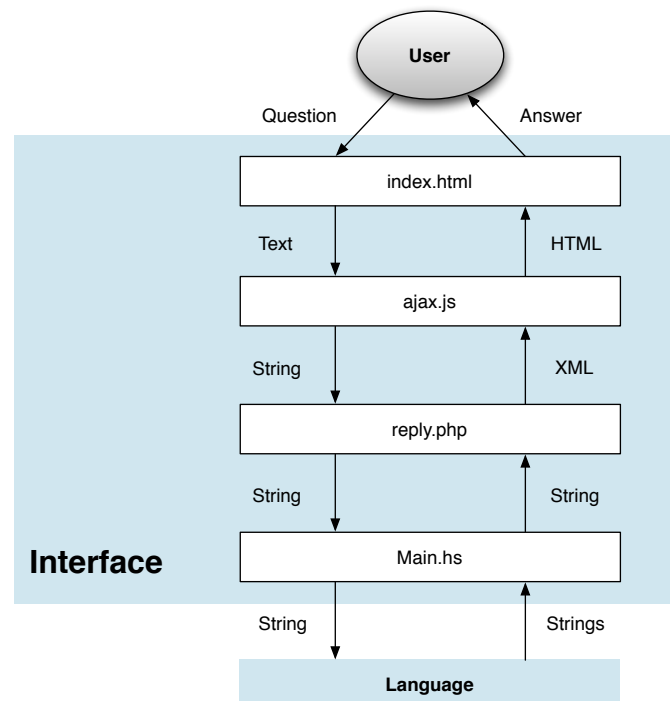 User
Question
Answer
index.html
Text
HTML
ajax.js
String
XML
reply.php
String
String
Main.hs
Interface
String
Strings
Language